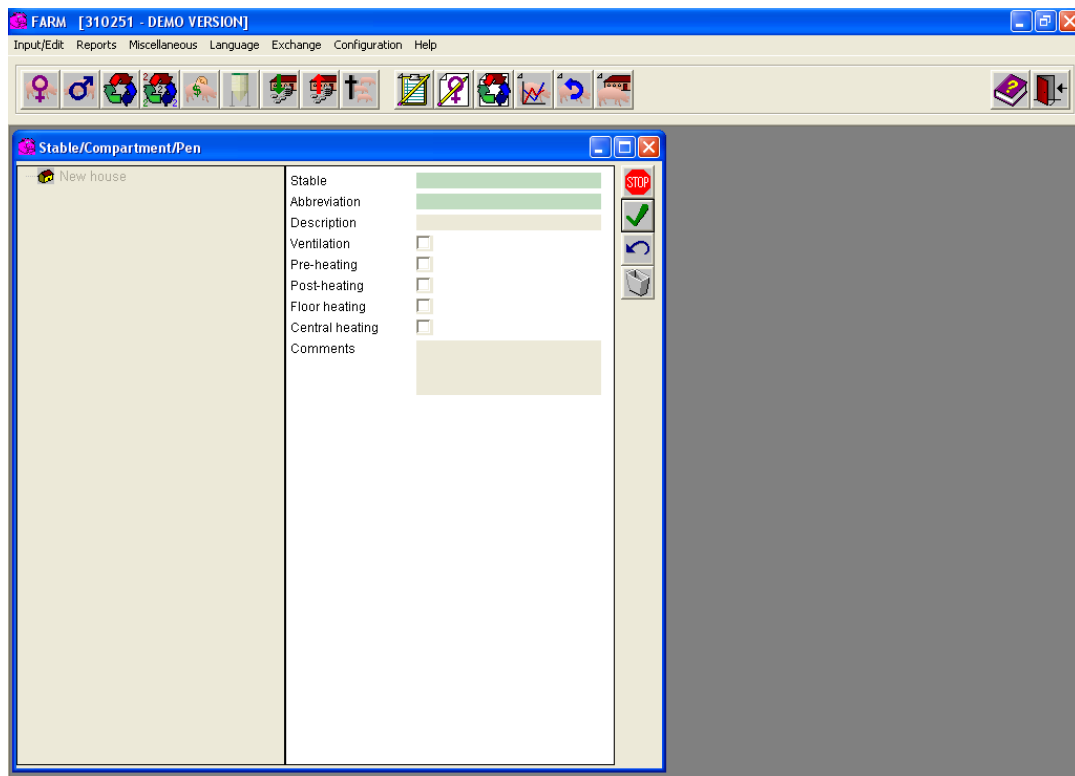 FARM [310251 - DEMO VERSION]
Input/Edit Reports Miscellaneous Language Exchange Configuration Help
Stable/Compartment/Pen
New house
Stable
STOP
Abbreviation
Description
Ventilation
Pre-heating
Post-heating
Floor heating
Central heating
Comments